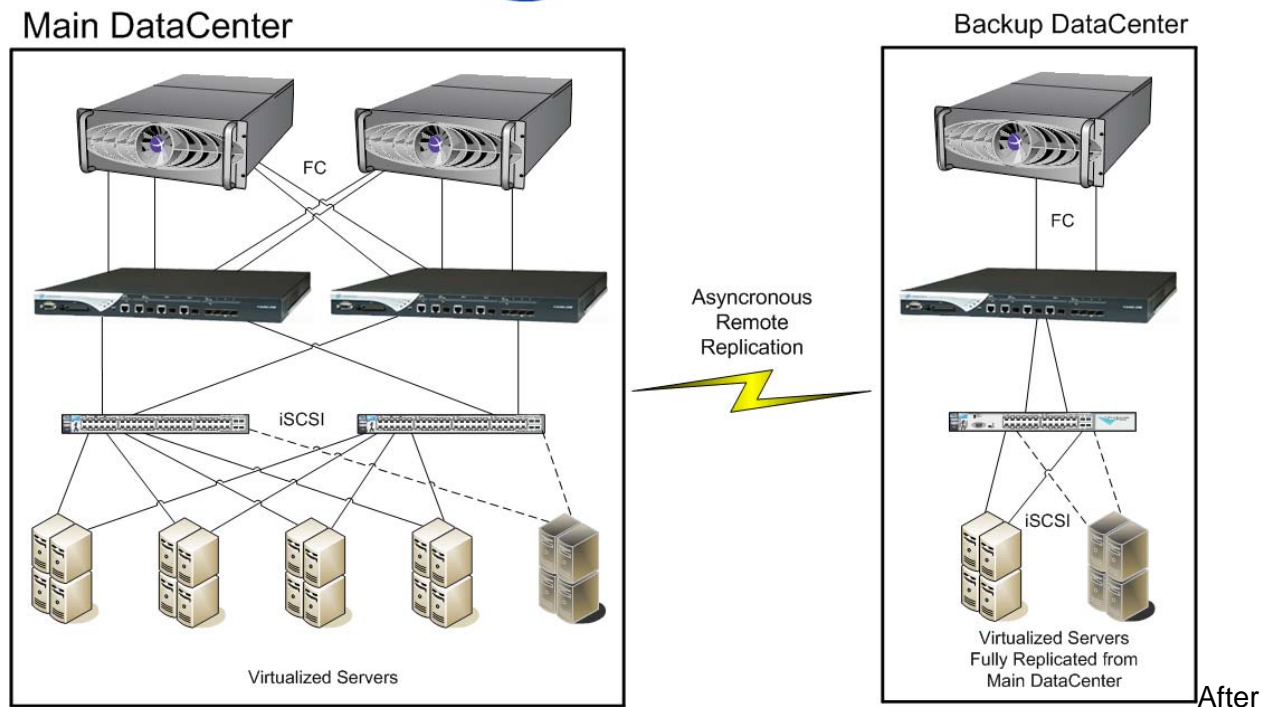 Main DataCenter
Backup DataCenter
FC
FC
Asyncronous
Remote
Replication
iSCSI
iSCSI
Virtualized Servers
Virtualized Servers
Fully Replicated from
Main DataCenter
After